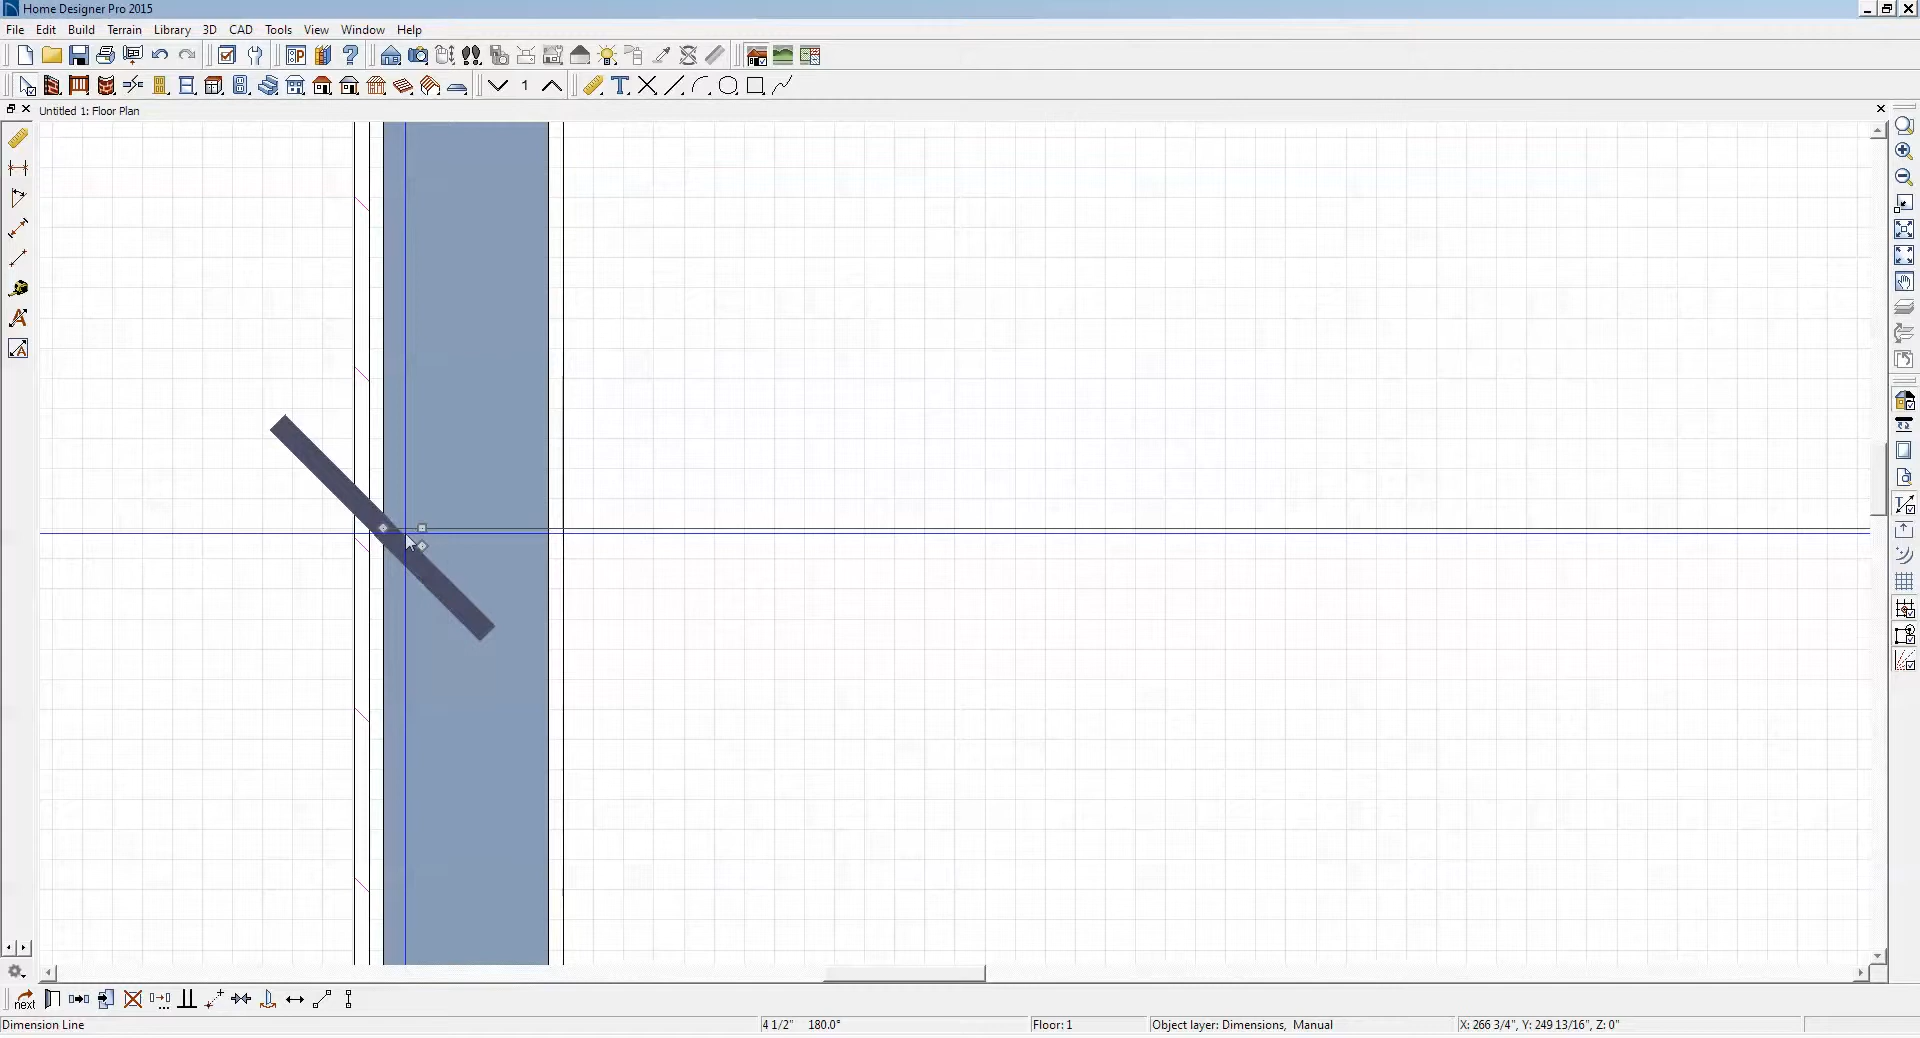 Home Designer Pro 2015
File Edit Build Terrain Library 3D CAD Tools View Window Help
1
Untitled 1: Floor Plan
next
Dimension Line 4 1/2" 180.0° Floor: 1 Object layer: Dimensions, Manual X: 266 3/4", Y: 249 13/16", Z: 0"